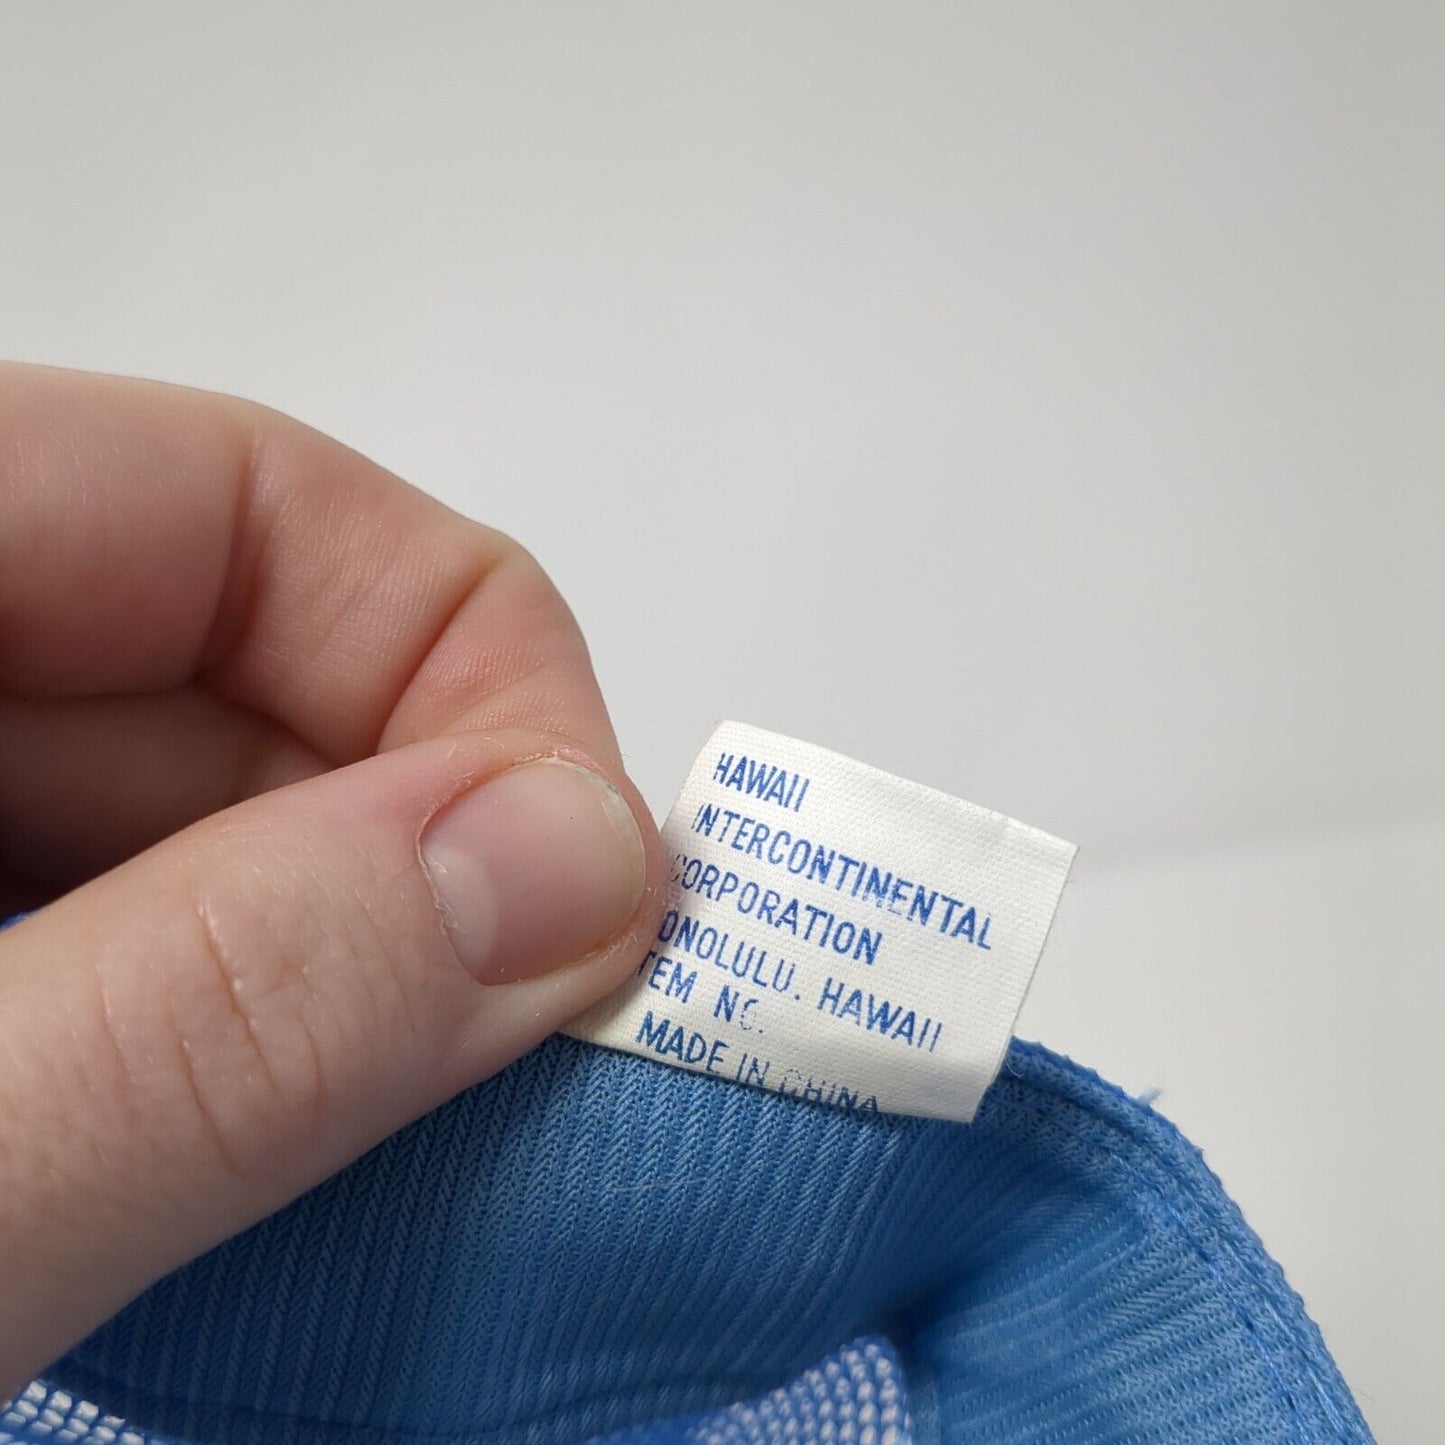 HAWAII
INTERCONTINENTAL
CORPORATION
ONOLULU. HAWAII
TEM NO.
MADE IN CHINA